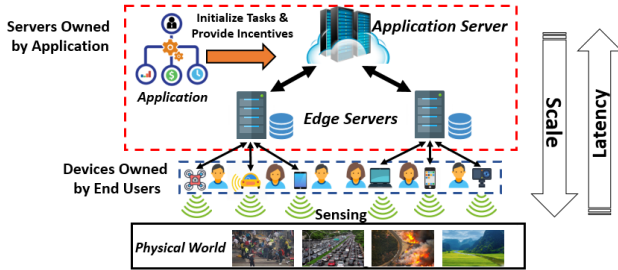 Servers Owned
by Application
Initialize Tasks &
Provide Incentives
Application Server
Application
Edge Servers
Devices Owned
by End Users
Sensing
Physical World
Scale
Latency